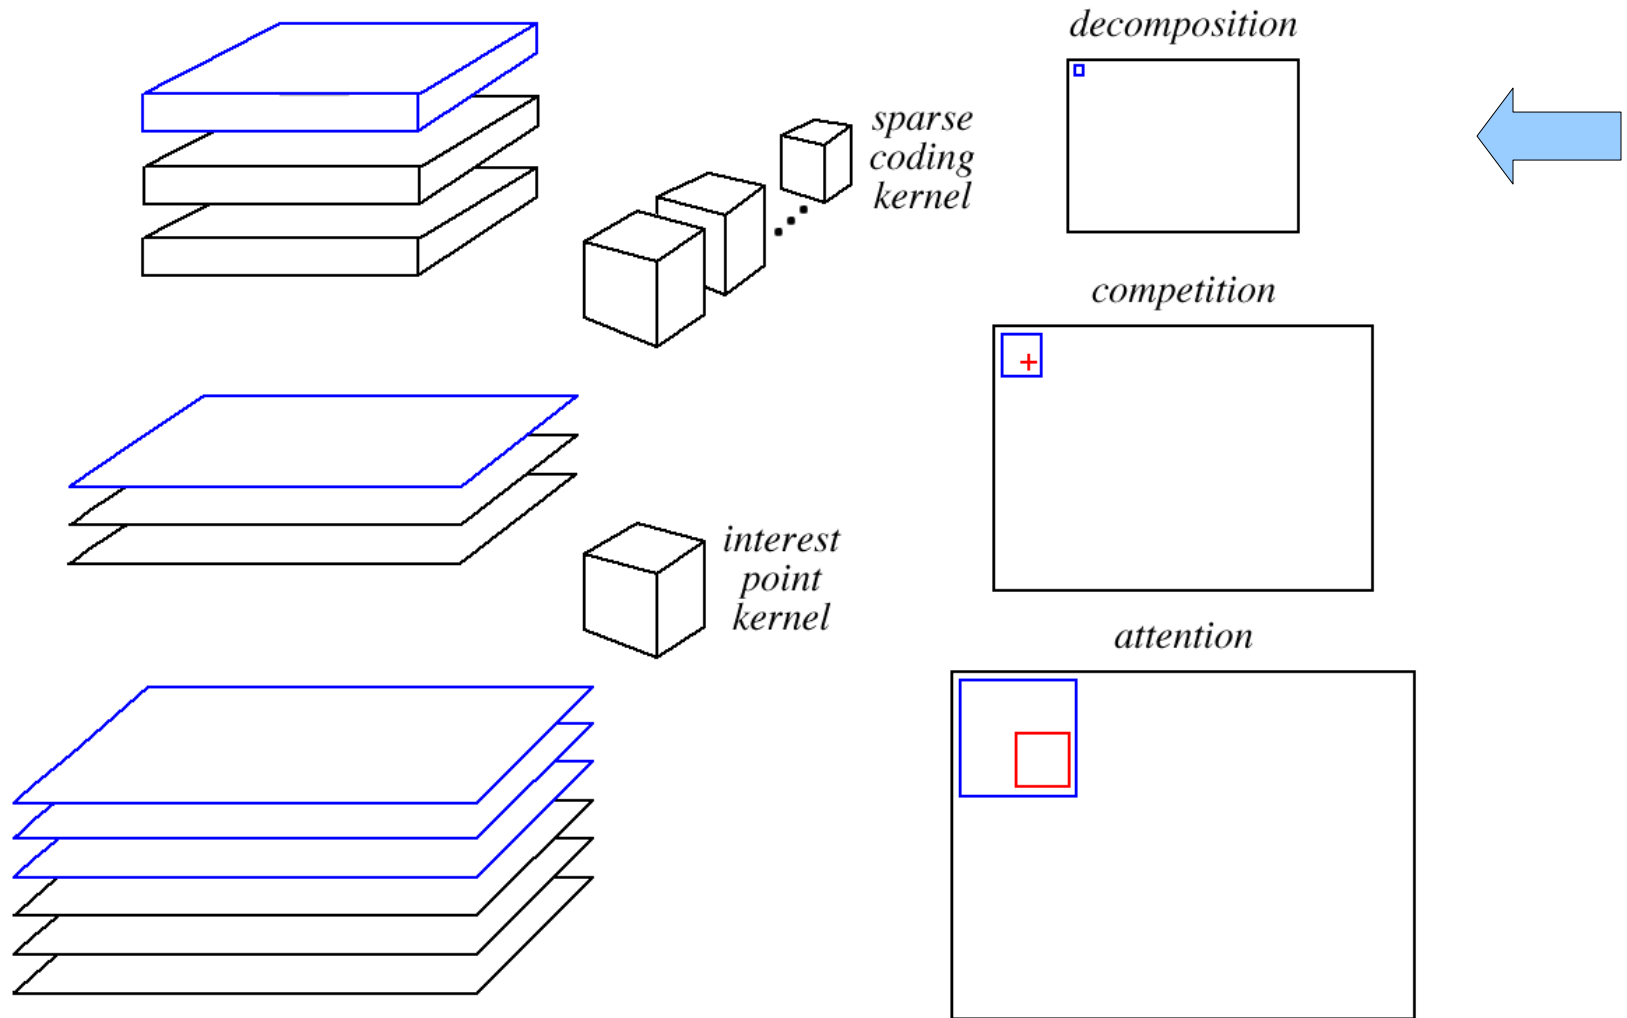 decomposition
sparse
coding
kernel
competition
interest
point
kernel
attention